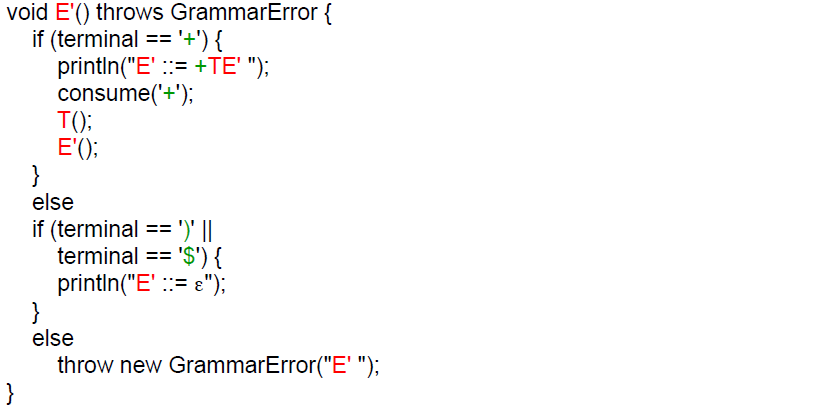 void E'() throws GrammarError {
if (terminal == '+') {
println("E' ::= +TE' ");
consume('+');
T();
E'();
}
else
if (terminal == ')' ||
terminal == '$') {
println("E' ::= ε");
}
else
throw new GrammarError("E' ");
}